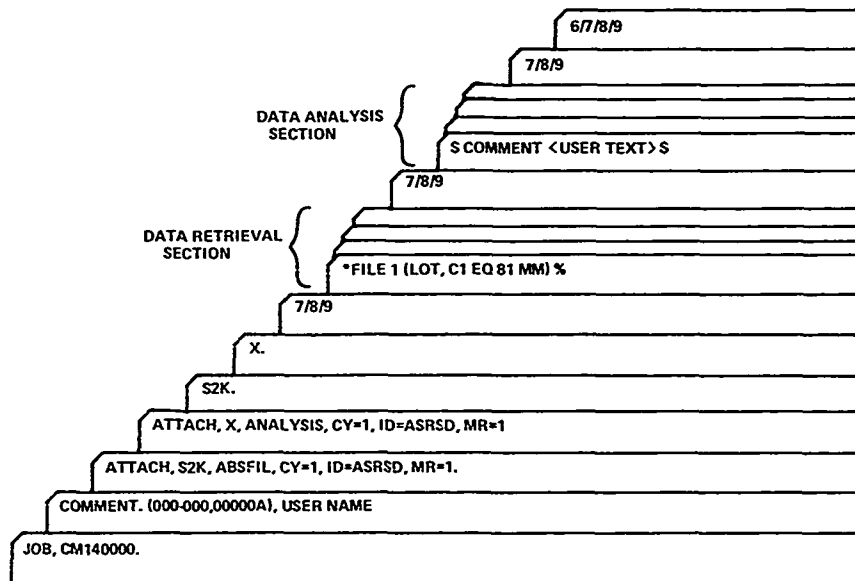 6/7/8/9
7/8/9
DATA ANALYSIS
SECTION
$ COMMENT <USER TEXT> $
7/8/9
DATA RETRIEVAL
SECTION
*FILE 1 (LOT, C1 EQ 81 MM) %
7/8/9
X.
S2K.
ATTACH, X, ANALYSIS, CY=1, ID=ASRSD, MR=1
ATTACH, S2K, ABSFIL, CY=1, ID=ASRSD, MR=1.
COMMENT. (000-000,00000A), USER NAME
JOB, CM140000.